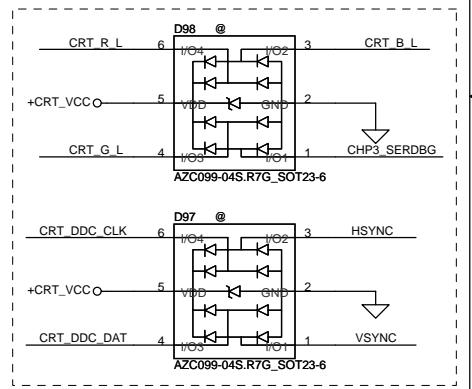 D98 @
CRT_R_L 6 I/O4 I/O2 3 CRT_B_L
+CRT_VCC 5 VDD GND 2
CRT_G_L 4 I/O3 I/O1 1 CHP3_SERDBG
AZC099-04S.R7G_SOT23-6
D97 @
CRT_DDC_CLK 6 I/O4 I/O2 3 HSYNC
+CRT_VCC 5 VDD GND 2
CRT_DDC_DAT 4 I/O3 I/O1 1 VSYNC
AZC099-04S.R7G_SOT23-6